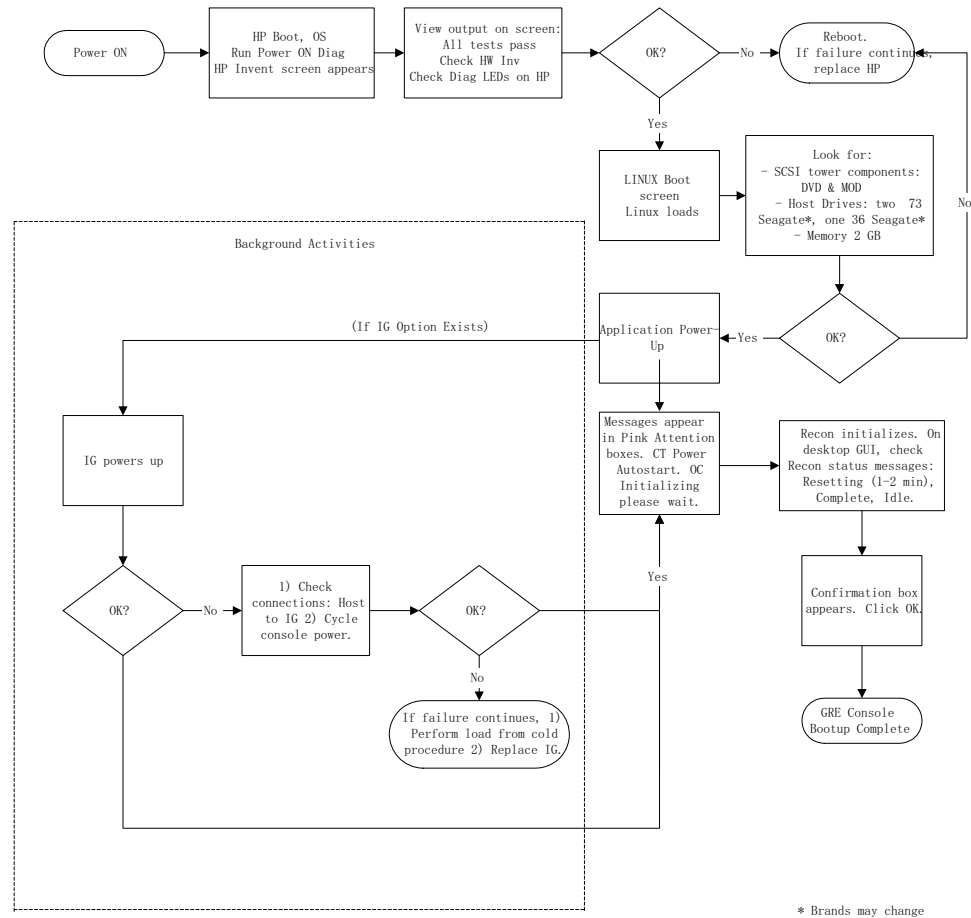 Power ON
HP Boot, OS
Run Power ON Diag
HP Invent screen appears
View output on screen:
All tests pass
Check HW Inv
Check Diag LEDs on HP
OK?
No
Reboot.
If failure continues,
replace HP
Yes
LINUX Boot
screen
Linux loads
Look for:
- SCSI tower components:
DVD & MOD
- Host Drives: two 73
Seagate*, one 36 Seagate*
- Memory 2 GB
No
Background Activities
(If IG Option Exists)
Application Power-
Up
Yes
OK?
IG powers up
Messages appear
in Pink Attention
boxes. CT Power
Autostart. OC
Initializing
please wait.
Recon initializes. On
desktop GUI, check
Recon status messages:
Resetting (1-2 min),
Complete, Idle.
OK?
No
1) Check
connections: Host
to IG 2) Cycle
console power.
OK?
Yes
No
If failure continues, 1)
Perform load from cold
procedure 2) Replace IG.
Confirmation box
appears. Click OK.
GRE Console
Bootup Complete
* Brands may change